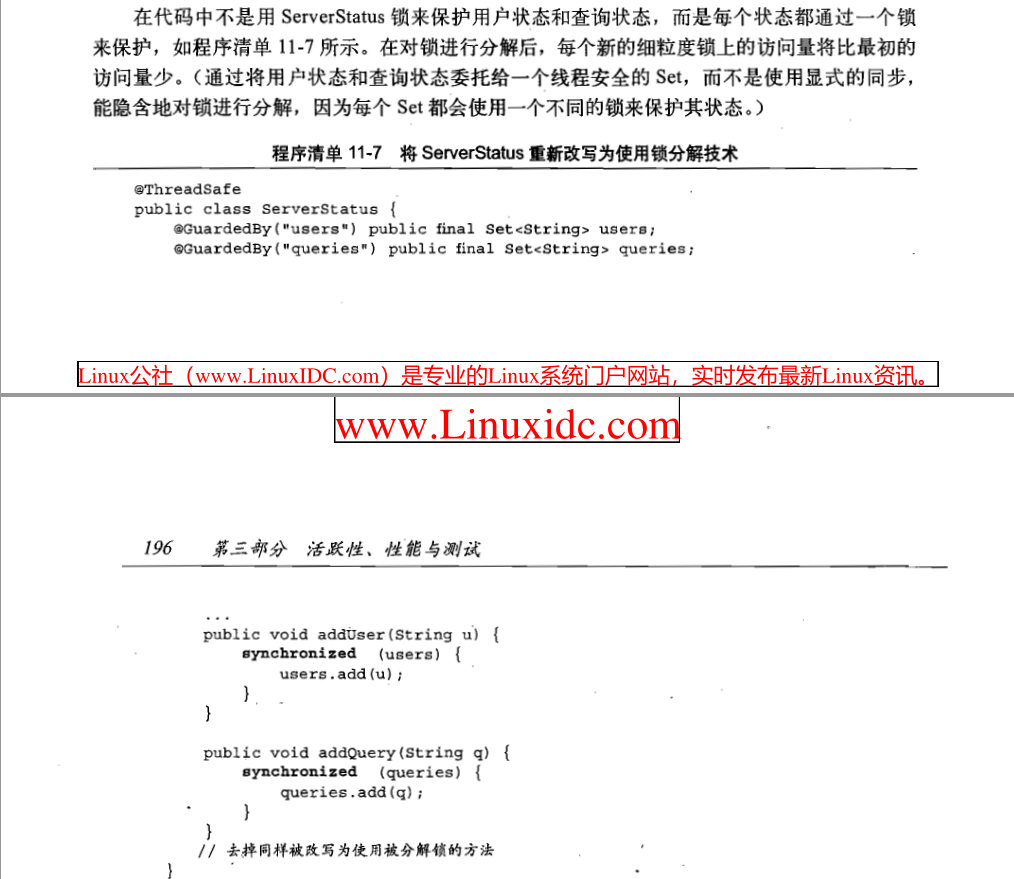 在代码中不是用 ServerStatus 锁来保护用户状态和查询状态，而是每个状态都通过一个锁
来保护，如程序清单 11-7 所示。在对锁进行分解后，每个新的细粒度锁上的访问量将比最初的
访问量少。（通过将用户状态和查询状态委托给一个线程安全的 Set，而不是使用显式的同步，
能隐含地对锁进行分解，因为每个 Set 都会使用一个不同的锁来保护其状态。）
程序清单 11-7 将 ServerStatus 重新改写为使用锁分解技术
@ThreadSafe
public class ServerStatus {
@GuardedBy("users") public final Set<String> users;
@GuardedBy("queries") public final Set<String> queries;
Linux公社（www.LinuxIDC.com）是专业的Linux系统门户网站，实时发布最新Linux资讯。
www.Linuxidc.com
196 第三部分 活跃性、性能与测试
...
public void addUser(String u) {
synchronized (users) {
users.add(u);
}
}
public void addQuery(String q) {
synchronized (queries) {
queries.add(q);
}
}
// 去掉同样被改写为使用被分解锁的方法
}